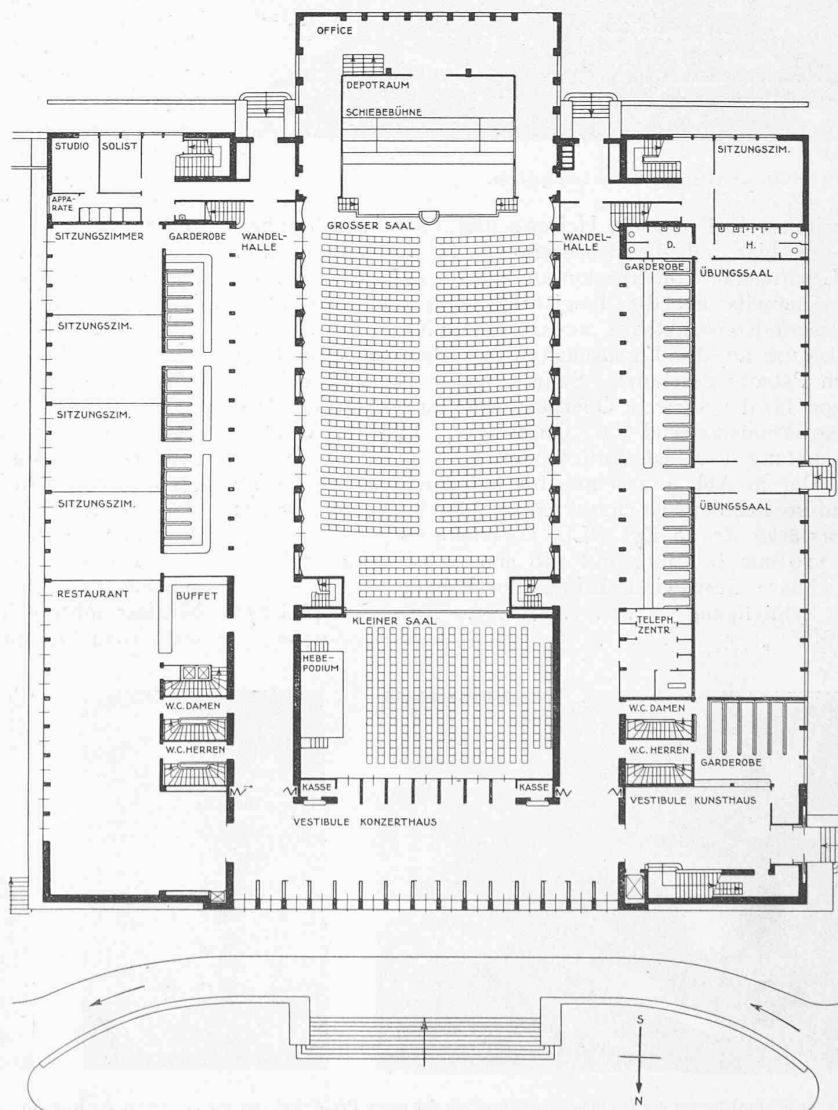 OFFICE
DEPOTRAUM
SCHIEBEBÜHNE
STUDIO
SOLIST
SITZUNGSZIM.
APPA-
RATE
SITZUNGSZIMMER
GARDEROBE
WANDEL-
HALLE
GROSSER SAAL
WANDEL-
HALLE
D.
H.
GARDEROBE
ÜBUNGSSAAL
SITZUNGSZIM.
SITZUNGSZIM.
SITZUNGSZIM.
ÜBUNGSSAAL
RESTAURANT
BUFFET
KLEINER SAAL
TELEPH.
ZENTR.
HEBE-
PODIUM
W.C. DAMEN
W.C. DAMEN
W.C. HERREN
W.C. HERREN
GARDEROBE
KASSE
KASSE
VESTIBULE KUNSTHAUS
VESTIBULE KONZERTHAUS
S
N